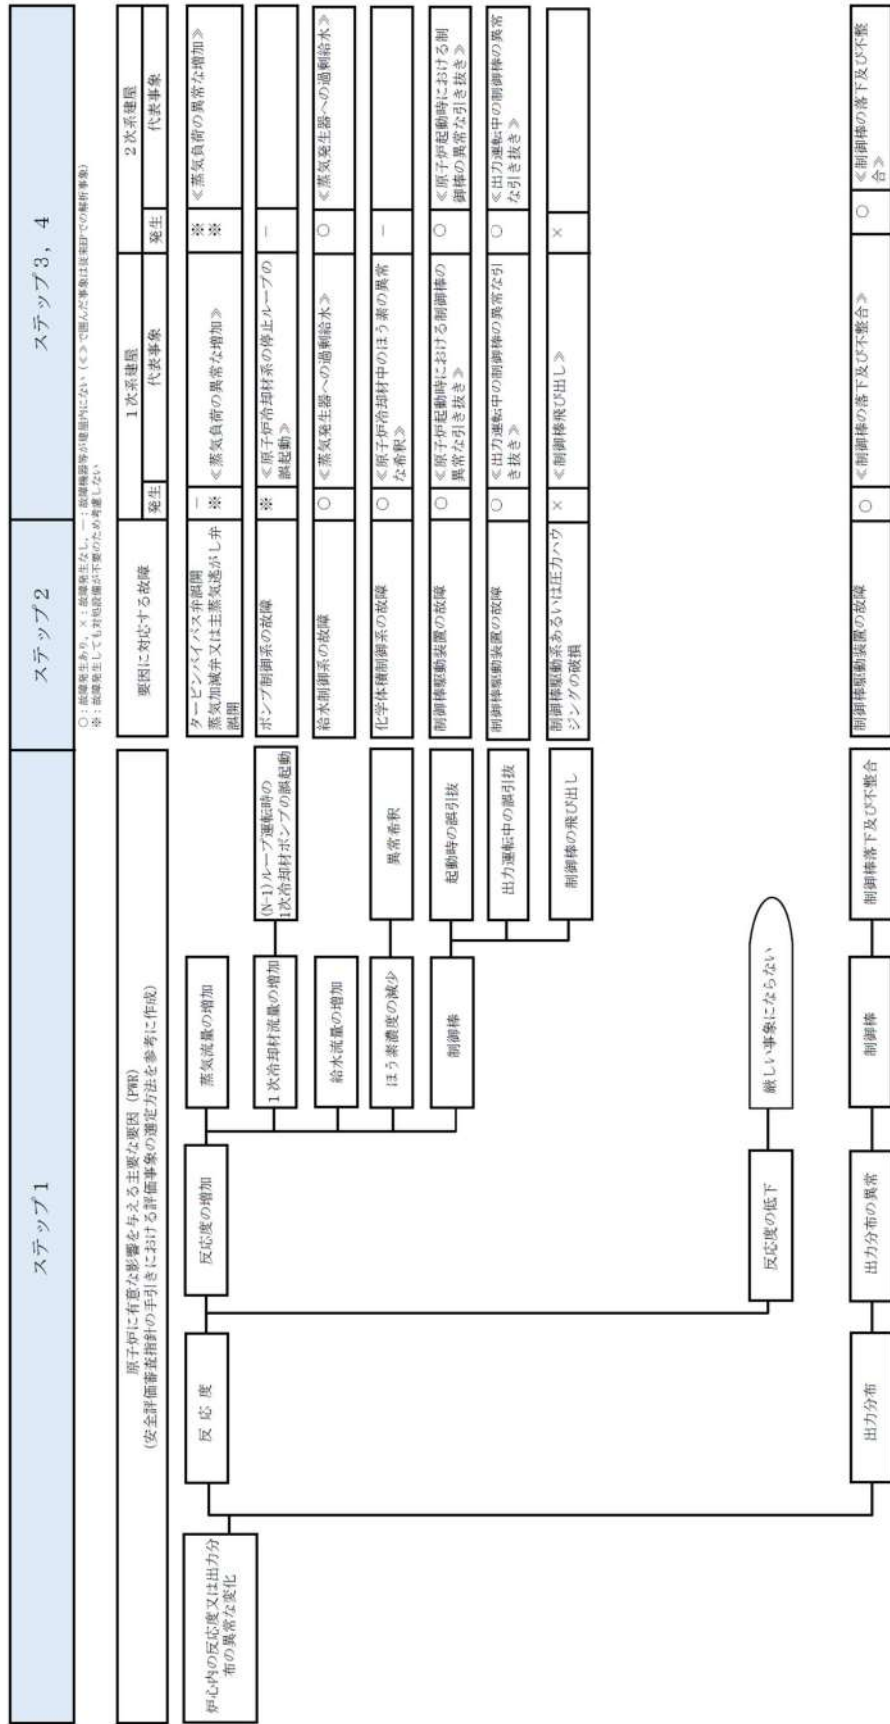 ステップ1
ステップ2
ステップ3，4
○：故障発生あり，×：故障発生なし，－：故障機器等が建屋内にない（≪≫で囲んだ事象は従来EPでの解析事象）
※：故障発生しても対処設備が不要のため考慮しない
原子炉に有意な影響を与える主要な要因 (PWR)
（安全評価審査指針の手引きにおける評価事象の選定方法を参考に作成）
要因に対応する故障
1次系建屋
2次系建屋
発生
代表事象
発生
代表事象
炉心内の反応度又は出力分
布の異常な変化
反 応 度
反応度の増加
蒸気流量の増加
タービンバイパス弁誤開
蒸気加減弁又は主蒸気逃がし弁
誤開
－
※
≪蒸気負荷の異常な増加≫
※
※
≪蒸気負荷の異常な増加≫
1次冷却材流量の増加
(N-1)ループ運転時の
1次冷却材ポンプの誤起動
ポンプ制御系の故障
※
≪原子炉冷却材系の停止ループの
誤起動≫
－
給水流量の増加
給水制御系の故障
○
≪蒸気発生器への過剰給水≫
○
≪蒸気発生器への過剰給水≫
ほう素濃度の減少
異常希釈
化学体積制御系の故障
○
≪原子炉冷却材中のほう素の異常
な希釈≫
－
制御棒
起動時の誤引抜
制御棒駆動装置の故障
○
≪原子炉起動時における制御棒の
異常な引き抜き≫
○
≪原子炉起動時における制
御棒の異常な引き抜き≫
出力運転中の誤引抜
制御棒駆動装置の故障
○
≪出力運転中の制御棒の異常な引
き抜き≫
○
≪出力運転中の制御棒の異常
な引き抜き≫
制御棒の飛び出し
制御棒駆動系あるいは圧力ハウ
ジングの破損
×
≪制御棒飛び出し≫
×
反応度の低下
厳しい事象にならない
出力分布
出力分布の異常
制御棒
制御棒落下及び不整合
制御棒駆動装置の故障
○
≪制御棒の落下及び不整合≫
○
≪制御棒の落下及び不整
合≫